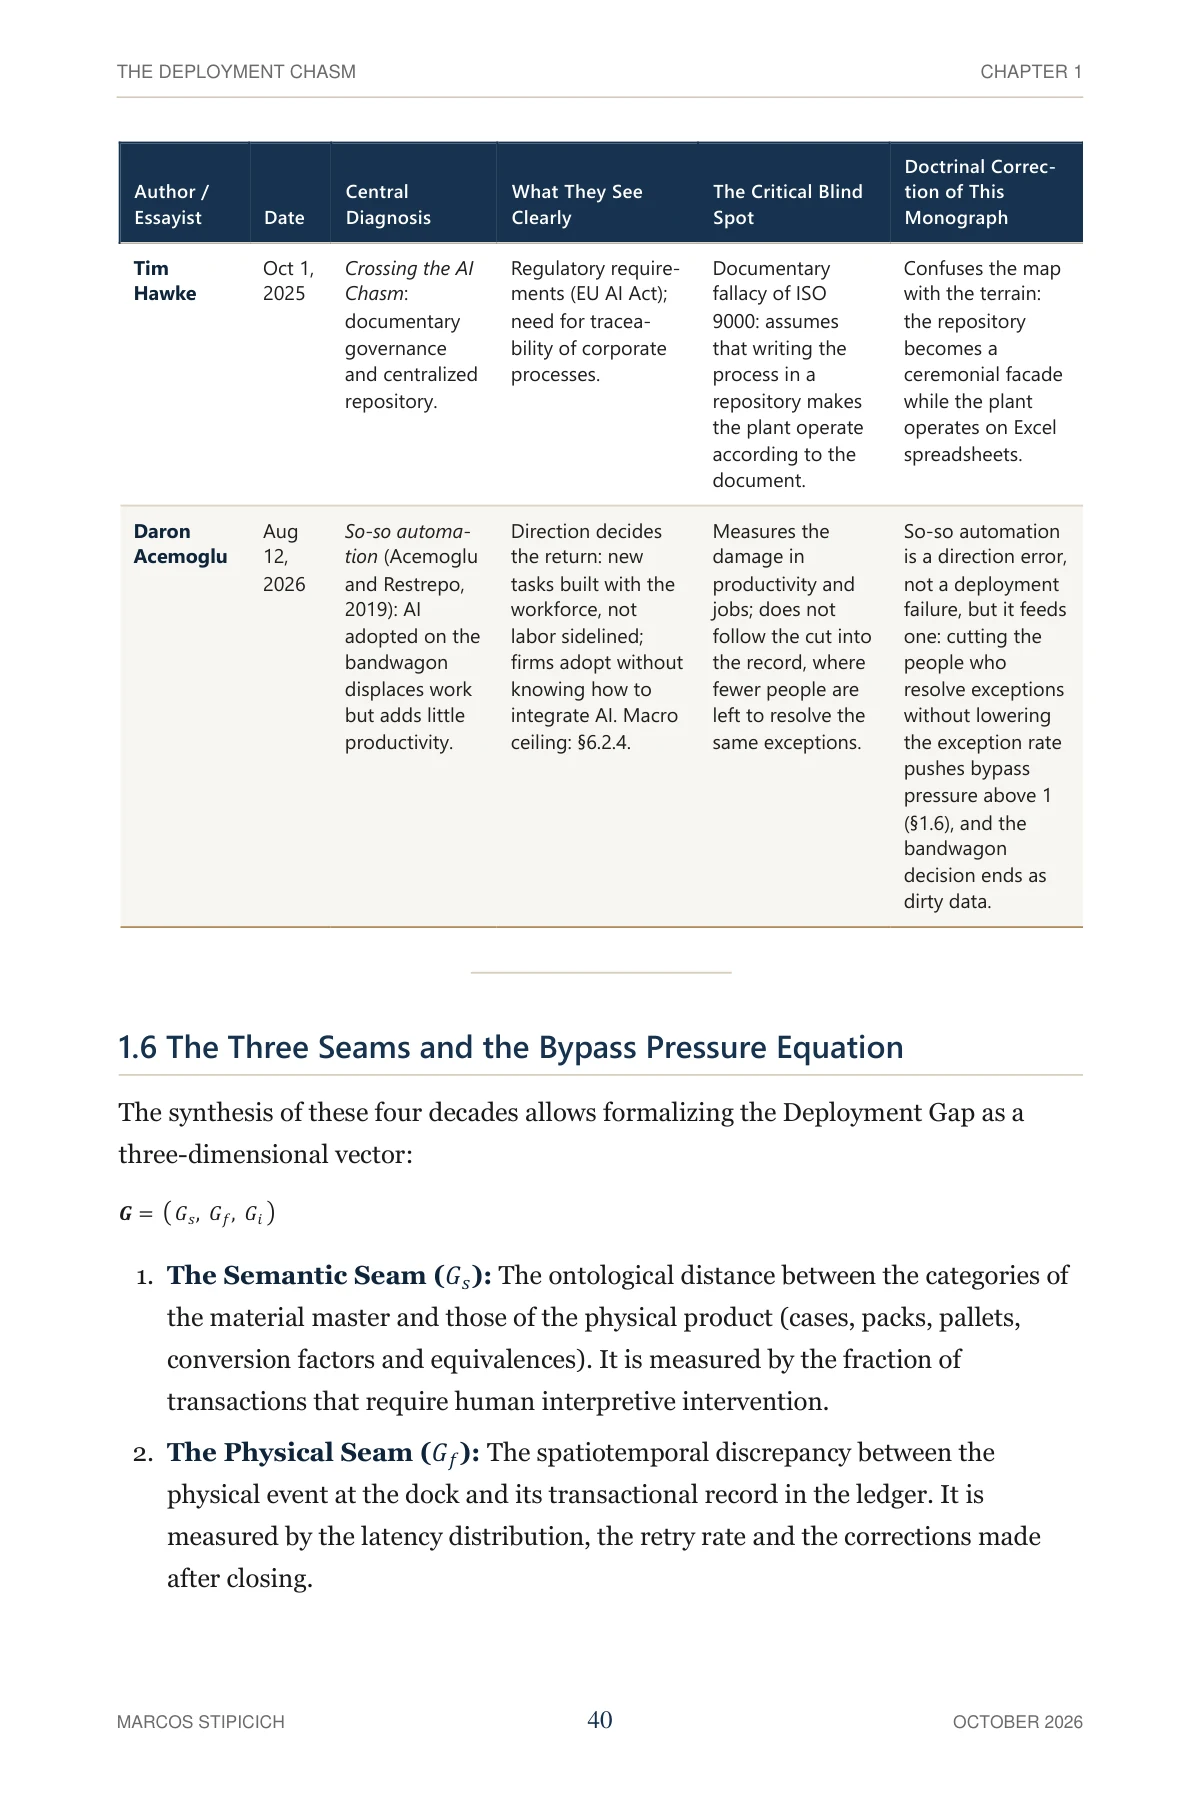 THE DEPLOYMENT CHASM
CHAPTER 1
Author /
Essayist
Date
Central
Diagnosis
What They See
Clearly
The Critical Blind
Spot
Doctrinal Correc-
tion of This
Monograph
Tim
Hawke
Oct 1,
2025
Crossing the AI
Chasm:
documentary
governance
and centralized
repository.
Regulatory require-
ments (EU AI Act);
need for tracea-
bility of corporate
processes.
Documentary
fallacy of ISO
9000: assumes
that writing the
process in a
repository makes
the plant operate
according to the
document.
Confuses the map
with the terrain:
the repository
becomes a
ceremonial facade
while the plant
operates on Excel
spreadsheets.
Daron
Acemoglu
Aug
12,
2026
So-so automa-
tion (Acemoglu
and Restrepo,
2019): AI
adopted on the
bandwagon
displaces work
but adds little
productivity.
Direction decides
the return: new
tasks built with the
workforce, not
labor sidelined;
firms adopt without
knowing how to
integrate AI. Macro
ceiling: §6.2.4.
Measures the
damage in
productivity and
jobs; does not
follow the cut into
the record, where
fewer people are
left to resolve the
same exceptions.
So-so automation
is a direction error,
not a deployment
failure, but it feeds
one: cutting the
people who
resolve exceptions
without lowering
the exception rate
pushes bypass
pressure above 1
(§1.6), and the
bandwagon
decision ends as
dirty data.
1.6 The Three Seams and the Bypass Pressure Equation
The synthesis of these four decades allows formalizing the Deployment Gap as a
three-dimensional vector:
G = (Gs, Gf, Gi)
1. The Semantic Seam (Gs): The ontological distance between the categories of
the material master and those of the physical product (cases, packs, pallets,
conversion factors and equivalences). It is measured by the fraction of
transactions that require human interpretive intervention.
2. The Physical Seam (Gf): The spatiotemporal discrepancy between the
physical event at the dock and its transactional record in the ledger. It is
measured by the latency distribution, the retry rate and the corrections made
after closing.
MARCOS STIPICICH
40
OCTOBER 2026